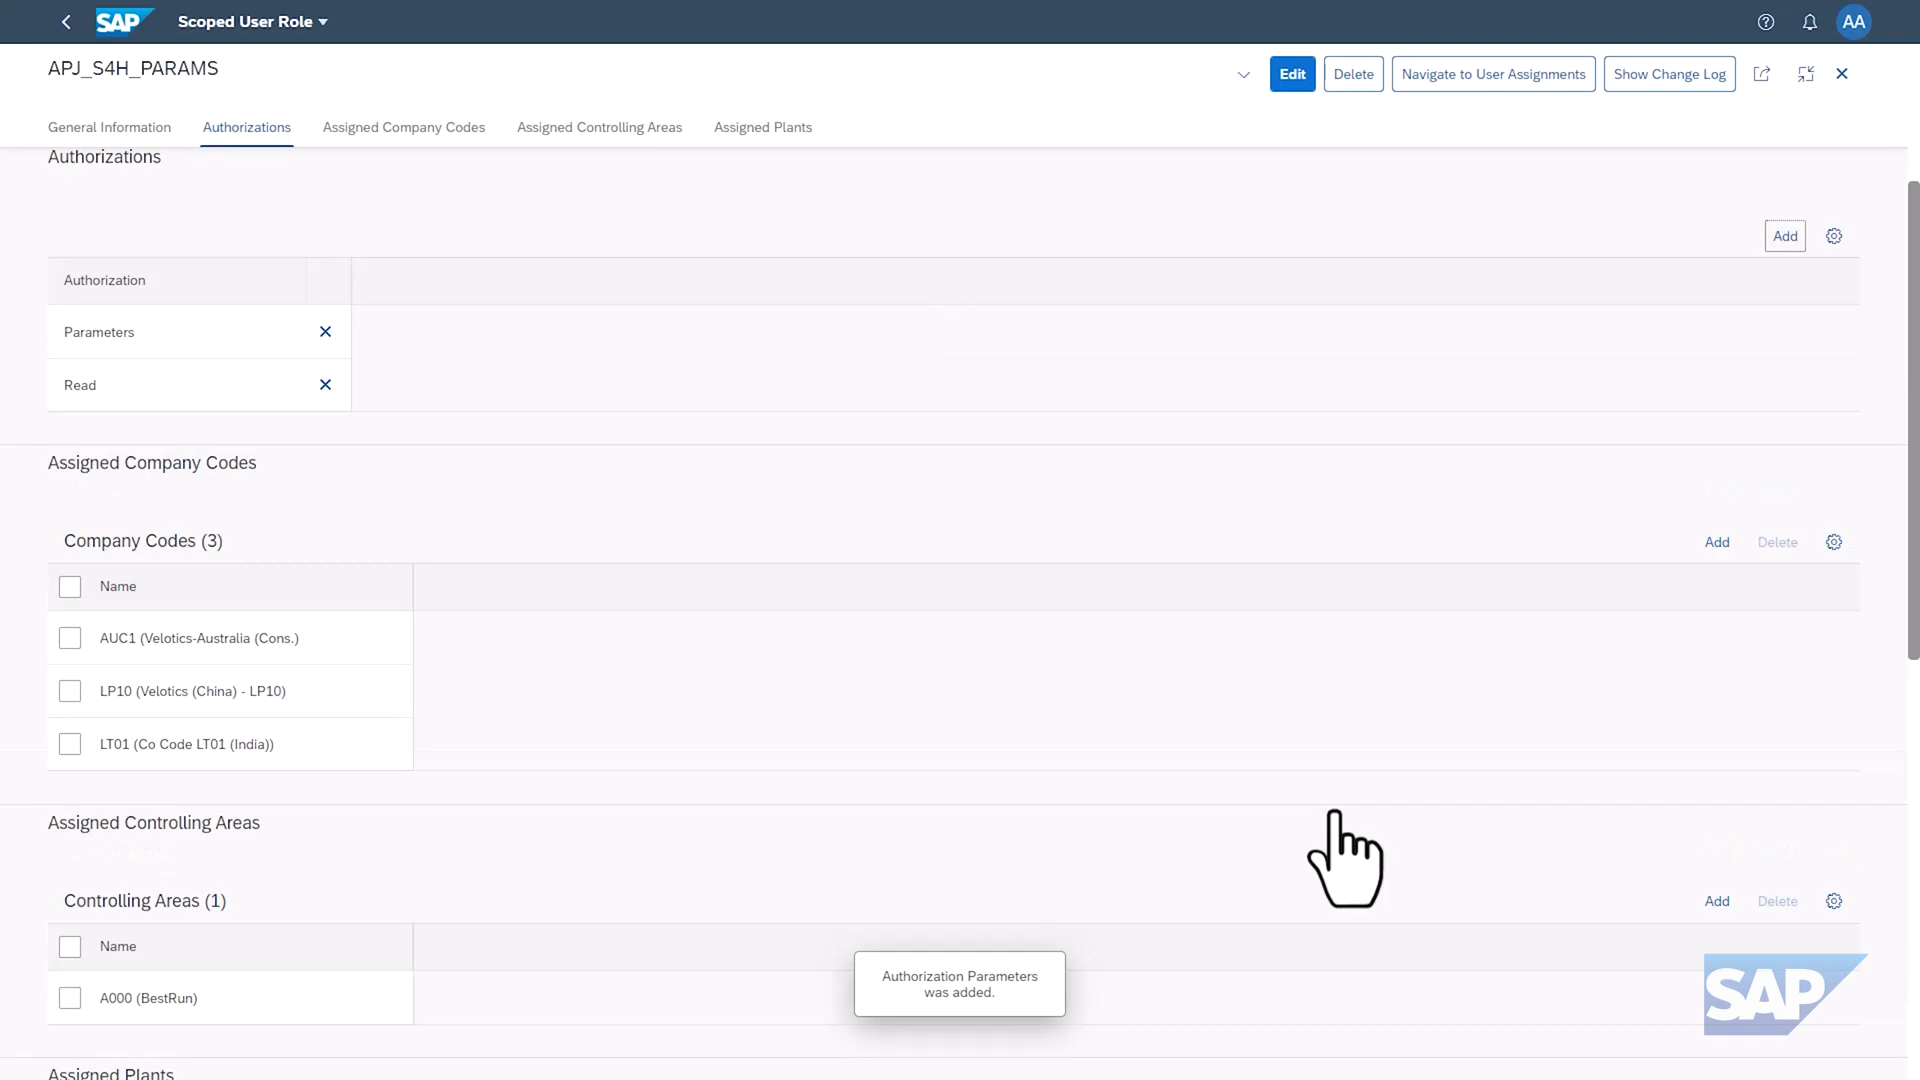 SAP
Scoped User Role
AA
APJ_S4H_PARAMS
Edit
Delete
Navigate to User Assignments
Show Change Log
General Information
Authorizations
Assigned Company Codes
Assigned Controlling Areas
Assigned Plants
Authorizations
Add
Authorization
Parameters
Read
Assigned Company Codes
Company Codes (3)
Add
Delete
Name
AUC1 (Velotics-Australia (Cons.)
LP10 (Velotics (China) - LP10)
LT01 (Co Code LT01 (India))
Assigned Controlling Areas
Controlling Areas (1)
Add
Delete
Name
A000 (BestRun)
Authorization Parameters
was added.
SAP
Assigned Plants